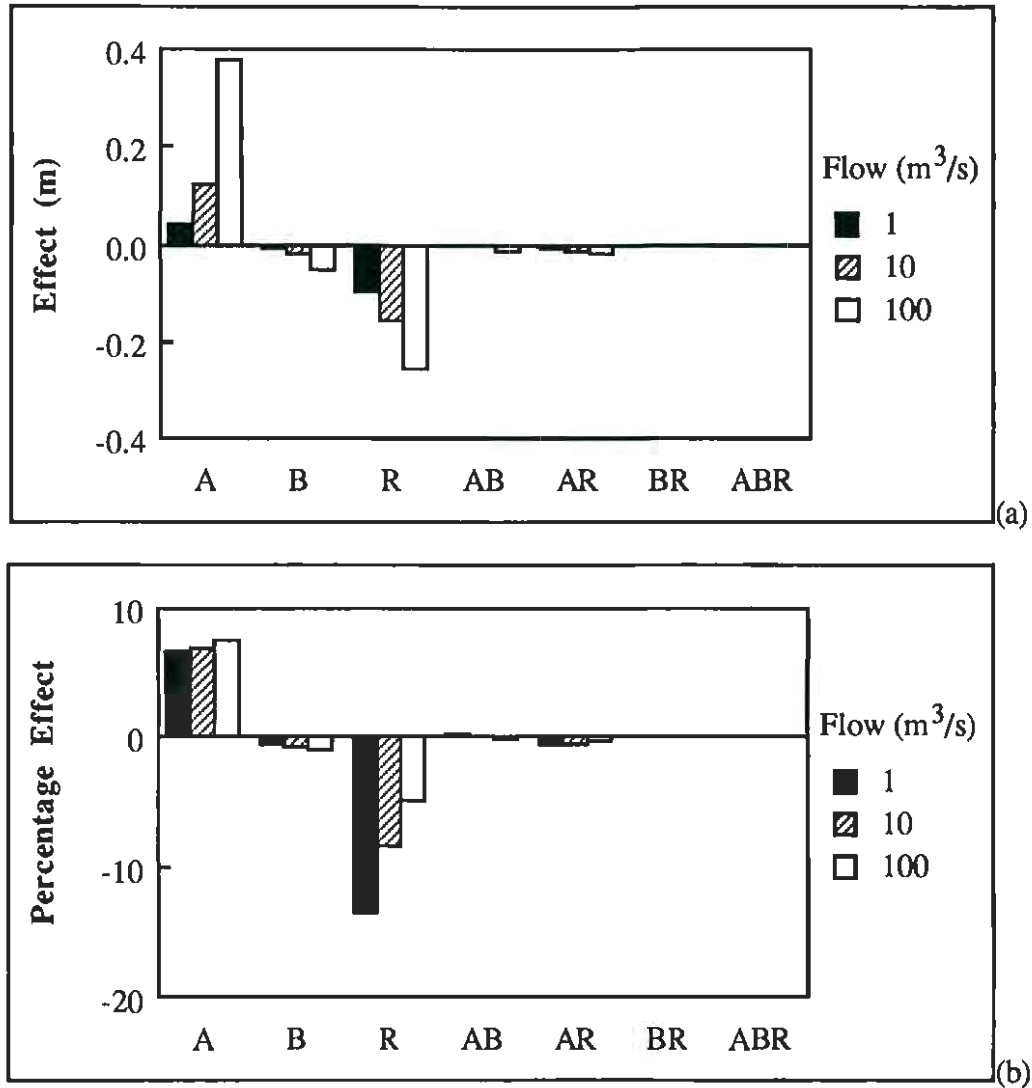 0.4
0.2
0.0
-0.2
-0.4
Effect (m)
A B R AB AR BR ABR
Flow (m³/s)
1
10
100
(a)
10
0
-10
-20
Percentage Effect
A B R AB AR BR ABR
Flow (m³/s)
1
10
100
(b)